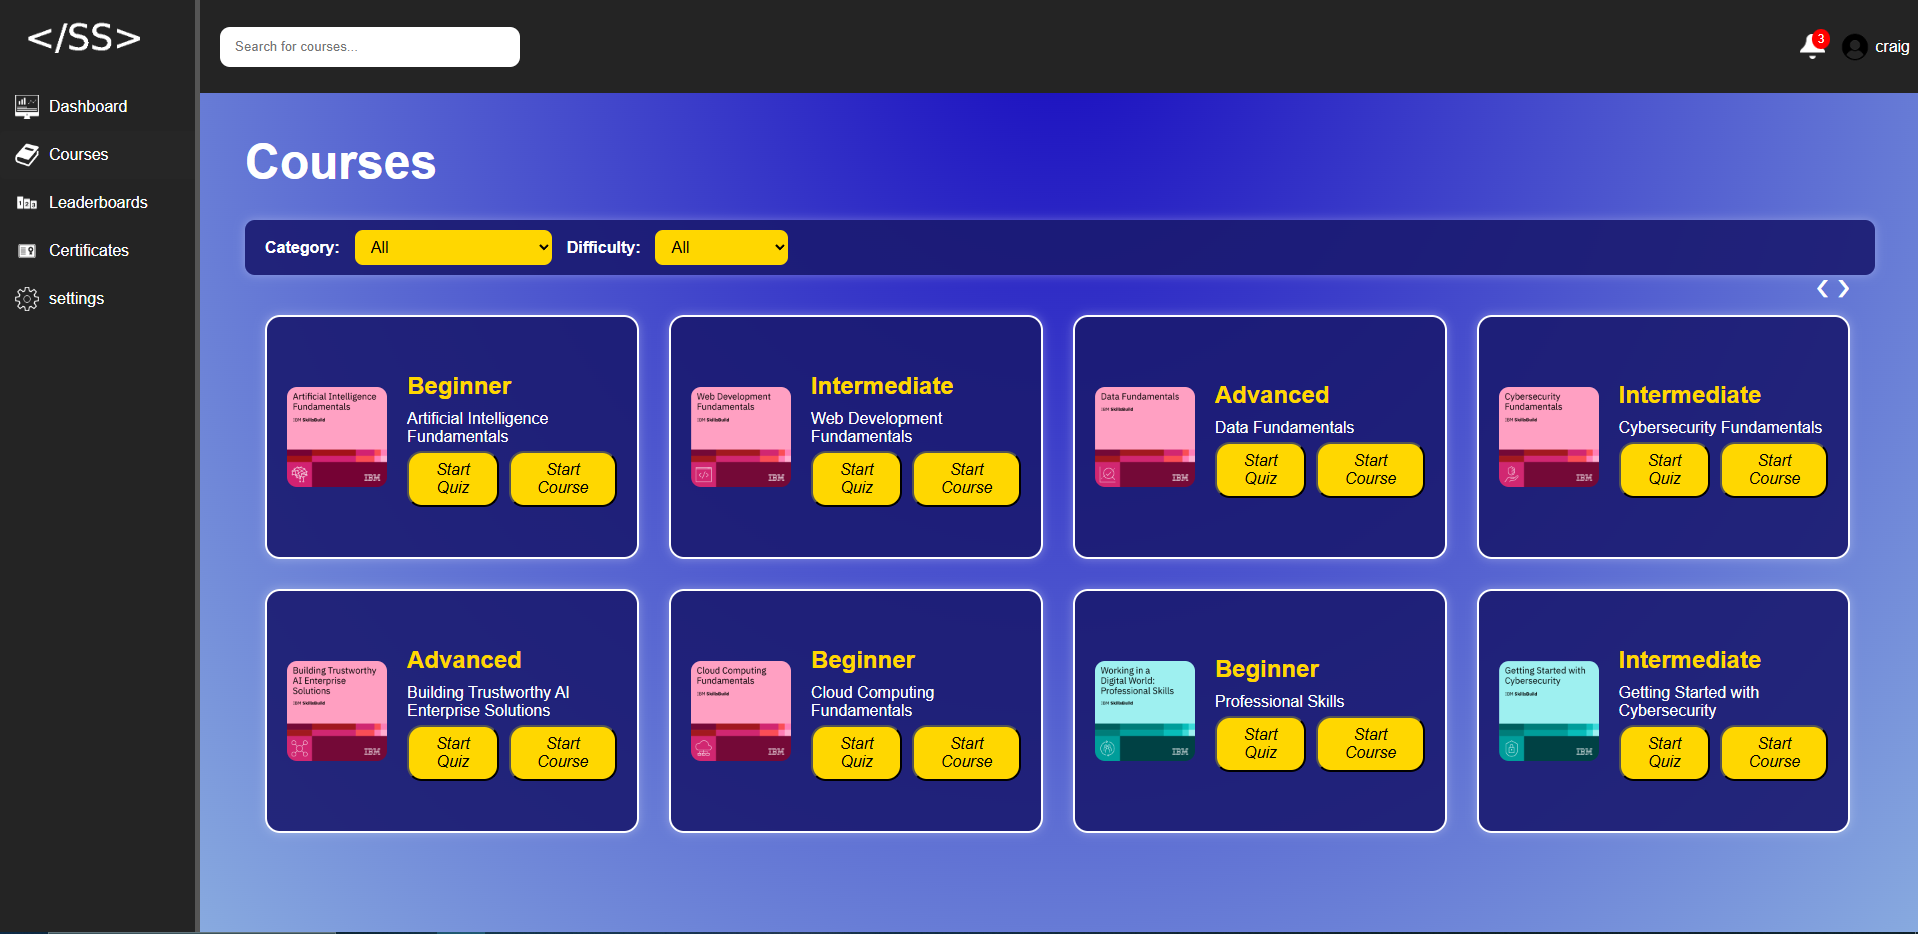 </SS>
Search for courses...
3
craig
Dashboard
Courses
Leaderboards
Certificates
settings
Courses
Category: All Difficulty: All
❮ ❯
Artificial Intelligence
Fundamentals
IBM SkillsBuild
IBM
Beginner
Artificial Intelligence
Fundamentals
Start
Quiz
Start
Course
Web Development
Fundamentals
IBM SkillsBuild
IBM
Intermediate
Web Development
Fundamentals
Start
Quiz
Start
Course
Data Fundamentals
IBM SkillsBuild
IBM
Advanced
Data Fundamentals
Start
Quiz
Start
Course
Cybersecurity
Fundamentals
IBM SkillsBuild
IBM
Intermediate
Cybersecurity Fundamentals
Start
Quiz
Start
Course
Building Trustworthy
AI Enterprise
Solutions
IBM SkillsBuild
IBM
Advanced
Building Trustworthy AI
Enterprise Solutions
Start
Quiz
Start
Course
Cloud Computing
Fundamentals
IBM SkillsBuild
IBM
Beginner
Cloud Computing
Fundamentals
Start
Quiz
Start
Course
Working in a
Digital World:
Professional Skills
IBM SkillsBuild
IBM
Beginner
Professional Skills
Start
Quiz
Start
Course
Getting Started with
Cybersecurity
IBM SkillsBuild
IBM
Intermediate
Getting Started with
Cybersecurity
Start
Quiz
Start
Course